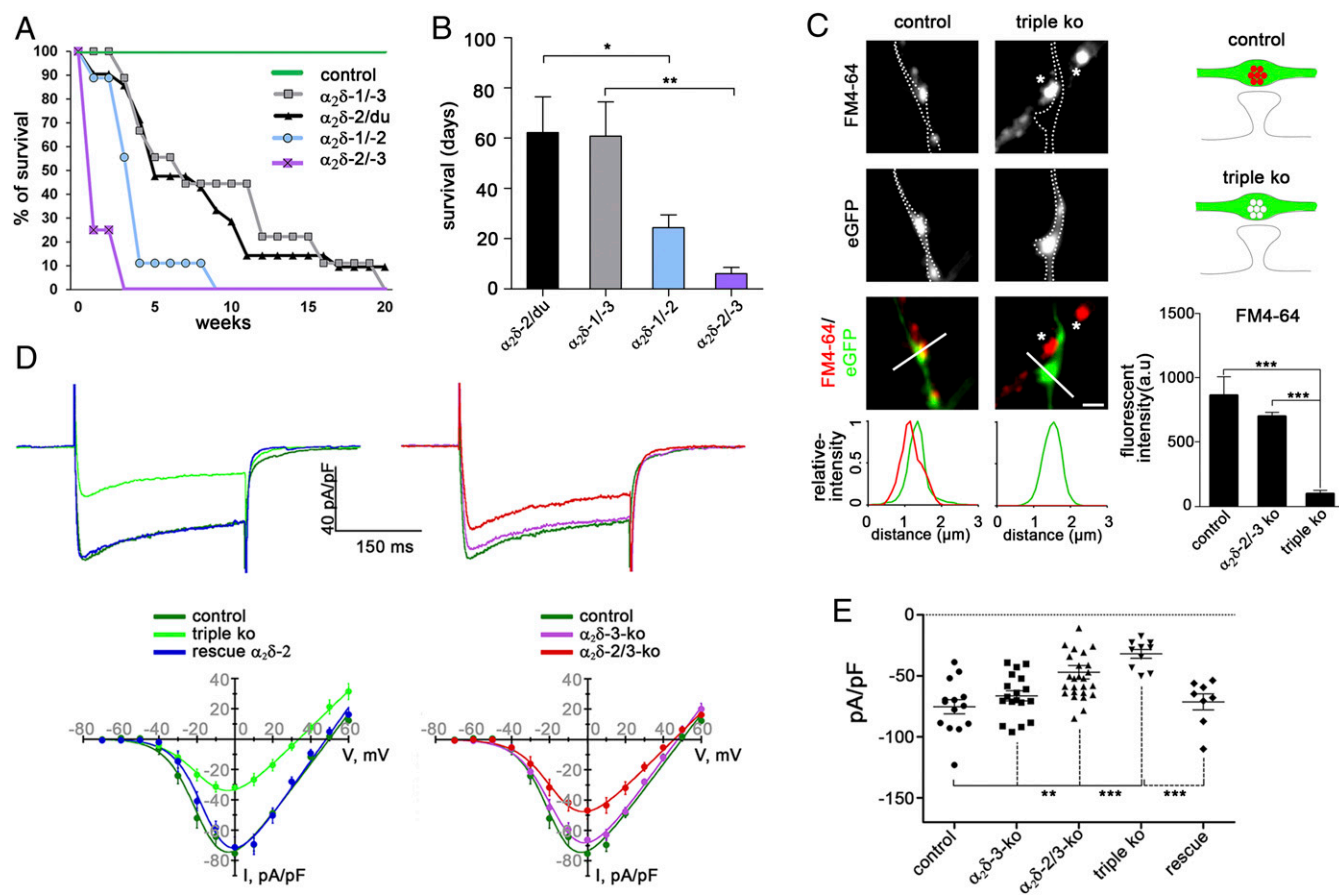 A
100
90
80
70
60
50
40
30
20
10
0
% of survival
0
5
10
15
20
weeks
control
α₂δ-1/-3
α₂δ-2/du
α₂δ-1/-2
α₂δ-2/-3
B
*
**
100
80
60
40
20
0
survival (days)
α₂δ-2/du
α₂δ-1/-3
α₂δ-1/-2
α₂δ-2/-3
C
control
triple ko
FM4-64
* *
eGFP
FM4-64/
eGFP
* *
relative-
intensity
1
0.5
0
0 1 2 3
distance (µm)
0 1 2 3
distance (µm)
control
triple ko
FM4-64
***
***
1500
1000
500
0
fluorescent
intensity(a.u)
control
α₂δ-2/-3 ko
triple ko
D
40 pA/pF
150 ms
control
triple ko
rescue α₂δ-2
40
20
-80 -60 -40 -20 20 40 60
V, mV
-20
-40
-60
-80
I, pA/pF
control
α₂δ-3-ko
α₂δ-2/3-ko
40
20
-80 -60 -40 -20 20 40 60
V, mV
-20
-40
-60
-80
I, pA/pF
E
0
-50
-100
-150
pA/pF
** *** ***
control
α₂δ-3-ko
α₂δ-2/3-ko
triple ko
rescue